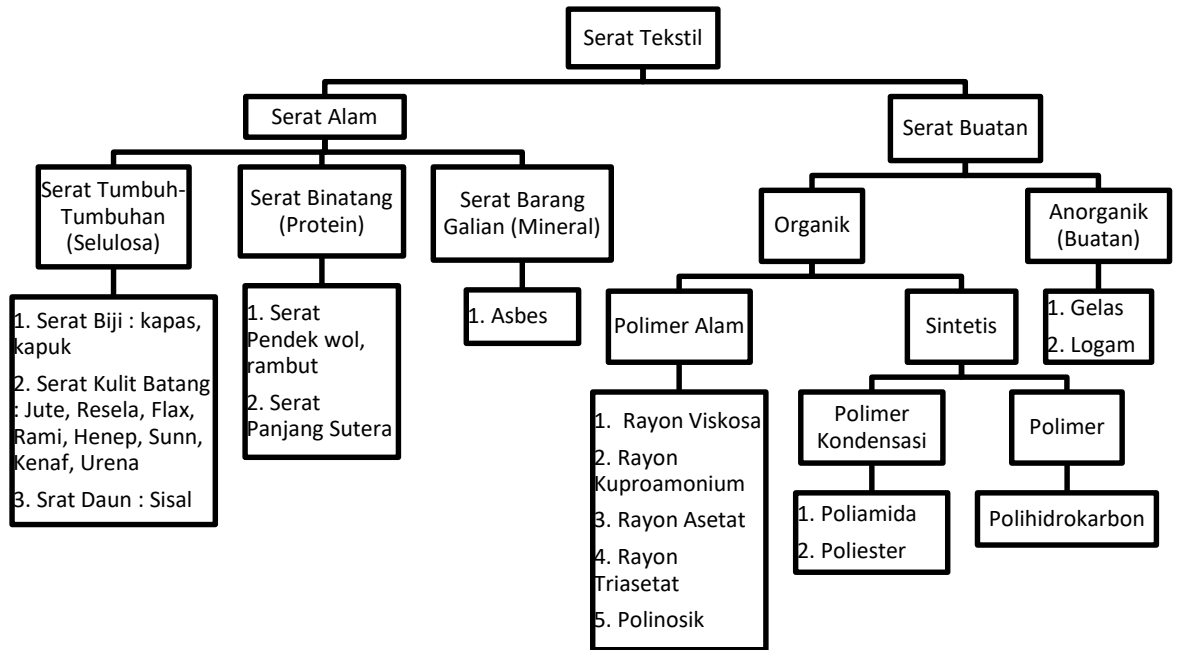 Serat Tekstil
Serat Alam
Serat Buatan
Serat Tumbuh-
Tumbuhan
(Selulosa)
Serat Binatang
(Protein)
Serat Barang
Galian (Mineral)
Organik
Anorganik
(Buatan)
1. Serat Biji : kapas,
kapuk
2. Serat Kulit Batang
: Jute, Resela, Flax,
Rami, Henep, Sunn,
Kenaf, Urena
3. Srat Daun : Sisal
1. Serat
Pendek wol,
rambut
2. Serat
Panjang Sutera
1. Asbes
Polimer Alam
Sintetis
1. Gelas
2. Logam
1. Rayon Viskosa
2. Rayon
Kuproamonium
3. Rayon Asetat
4. Rayon
Triasetat
5. Polinosik
Polimer
Kondensasi
Polimer
1. Poliamida
2. Poliester
Polihidrokarbon